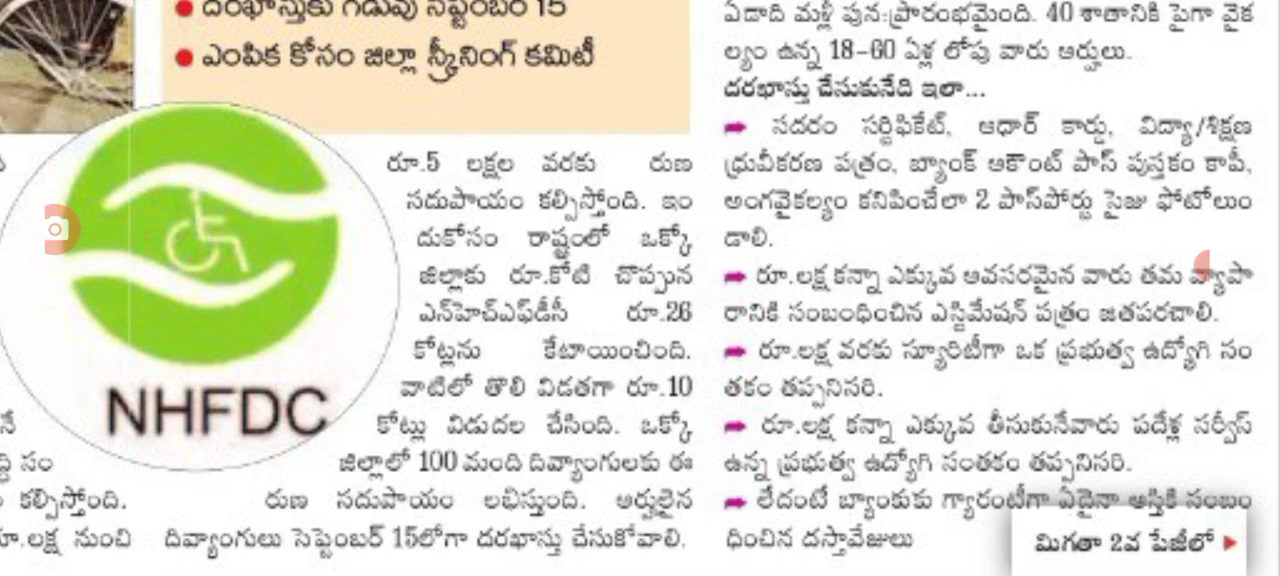 ● దరఖాస్తుకు గడువు సెప్టెంబరు 15
● ఎంపిక కోసం జిల్లా స్క్రీనింగ్ కమిటీ
NHFDC
రూ.5 లక్షల వరకు రుణ
సదుపాయం కల్పిస్తోంది. ఇం
దుకోసం రాష్ట్రంలో ఒక్కో
జిల్లాకు రూ.కోటి చొప్పున
ఎన్‌హెచ్‌ఎఫ్‌డీసీ రూ.26
కోట్లను కేటాయించింది.
వాటిలో తొలి విడతగా రూ.10
నే కోట్లు విడుదల చేసింది. ఒక్కో
సం జిల్లాలో 100 మంది దివ్యాంగులకు ఈ
కల్పిస్తోంది. రుణ సదుపాయం లభిస్తుంది. అర్హులైన
లక్ష నుంచి దివ్యాంగులు సెప్టెంబర్ 15లోగా దరఖాస్తు చేసుకోవాలి.
ఏడాది మళ్లీ పునఃప్రారంభమైంది. 40 శాతానికి పైగా వైక
ల్యం ఉన్న 18-60 ఏళ్ల లోపు వారు అర్హులు.
దరఖాస్తు చేసుకునేది ఇలా...
➡ సదరం సర్టిఫికేట్, ఆధార్ కార్డు, విద్యా/శిక్షణ
ధ్రువీకరణ పత్రం, బ్యాంక్ అకౌంట్ పాస్ పుస్తకం కాపీ,
అంగవైకల్యం కనిపించేలా 2 పాస్‌పోర్టు సైజు ఫోటోలుం
డాలి.
➡ రూ.లక్ష కన్నా ఎక్కువ అవసరమైన వారు తమ వ్యాపా
రానికి సంబంధించిన ఎస్టిమేషన్ పత్రం జతపరచాలి.
➡ రూ.లక్ష వరకు స్యూరిటీగా ఒక ప్రభుత్వ ఉద్యోగి సం
తకం తప్పనిసరి.
➡ రూ.లక్ష కన్నా ఎక్కువ తీసుకునేవారు పదేళ్ల సర్వీస్
ఉన్న ప్రభుత్వ ఉద్యోగి సంతకం తప్పనిసరి.
➡ లేదంటే బ్యాంకుకు గ్యారంటీగా ఏదైనా ఆస్తికి సంబం
ధించిన దస్తావేజులు
మిగతా 2వ పేజీలో ▶